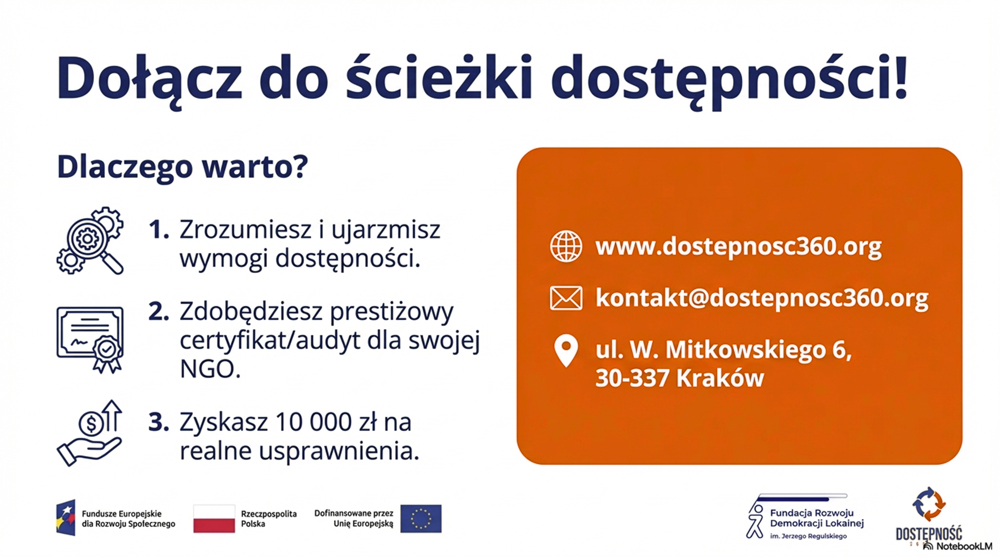 Dołącz do ścieżki dostępności!
Dlaczego warto?
1. Zrozumiesz i ujarzmisz
wymogi dostępności.
2. Zdobędziesz prestiżowy
certyfikat/audyt dla swojej
NGO.
3. Zyskasz 10 000 zł na
realne usprawnienia.
www.dostepnosc360.org
kontakt@dostepnosc360.org
ul. W. Mitkowskiego 6,
30-337 Kraków
Fundusze Europejskie
dla Rozwoju Społecznego
Rzeczpospolita
Polska
Dofinansowane przez
Unię Europejską
Fundacja Rozwoju
Demokracji Lokainej
im. Jerzego Regulskiego
DOSTĘPNOŚĆ
NotebookLM